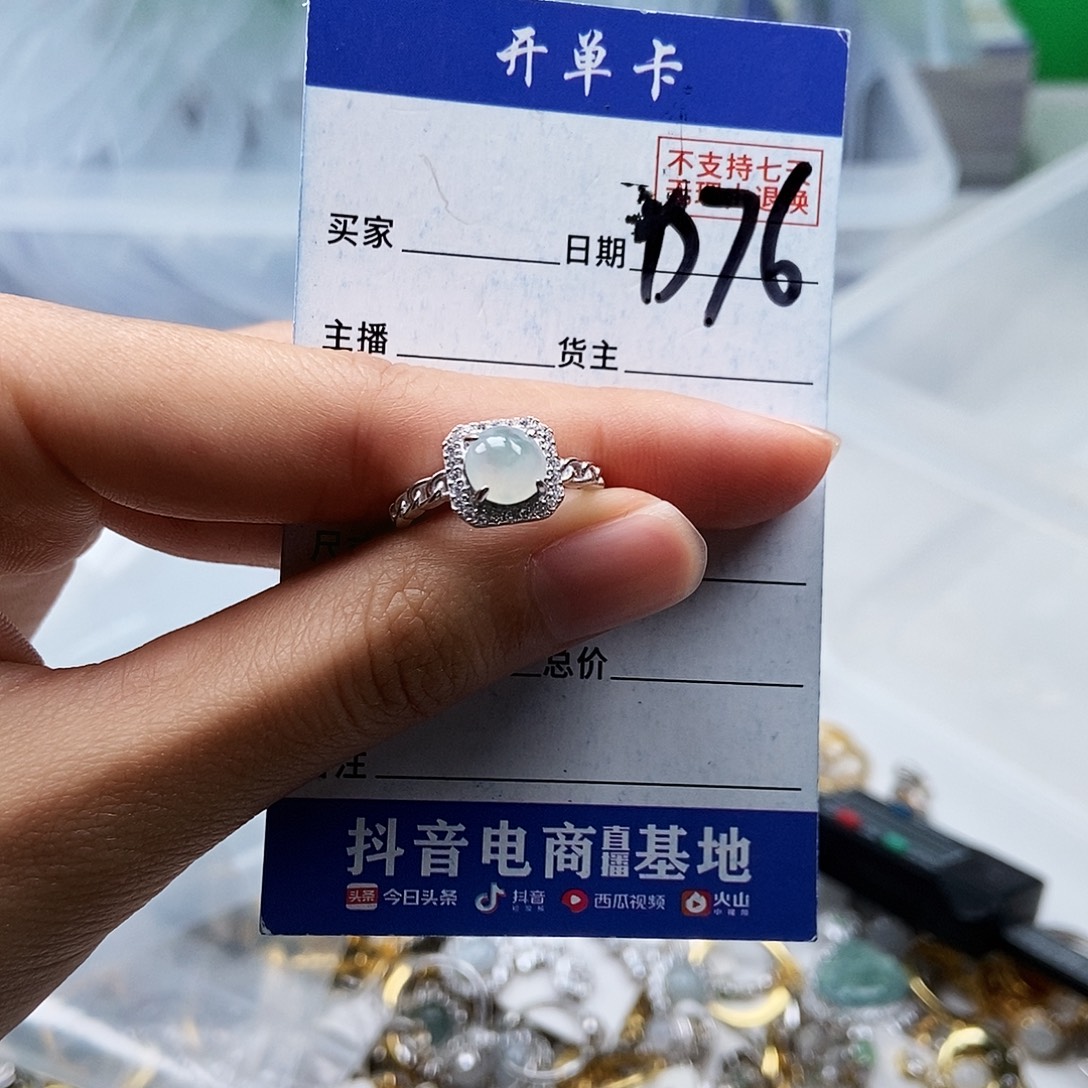 开单卡
不支持七天
无理由退换
买家 日期 D76
主播 货主
总价
注
抖音电商直播基地
头条 今日头条 抖音 西瓜视频 火山